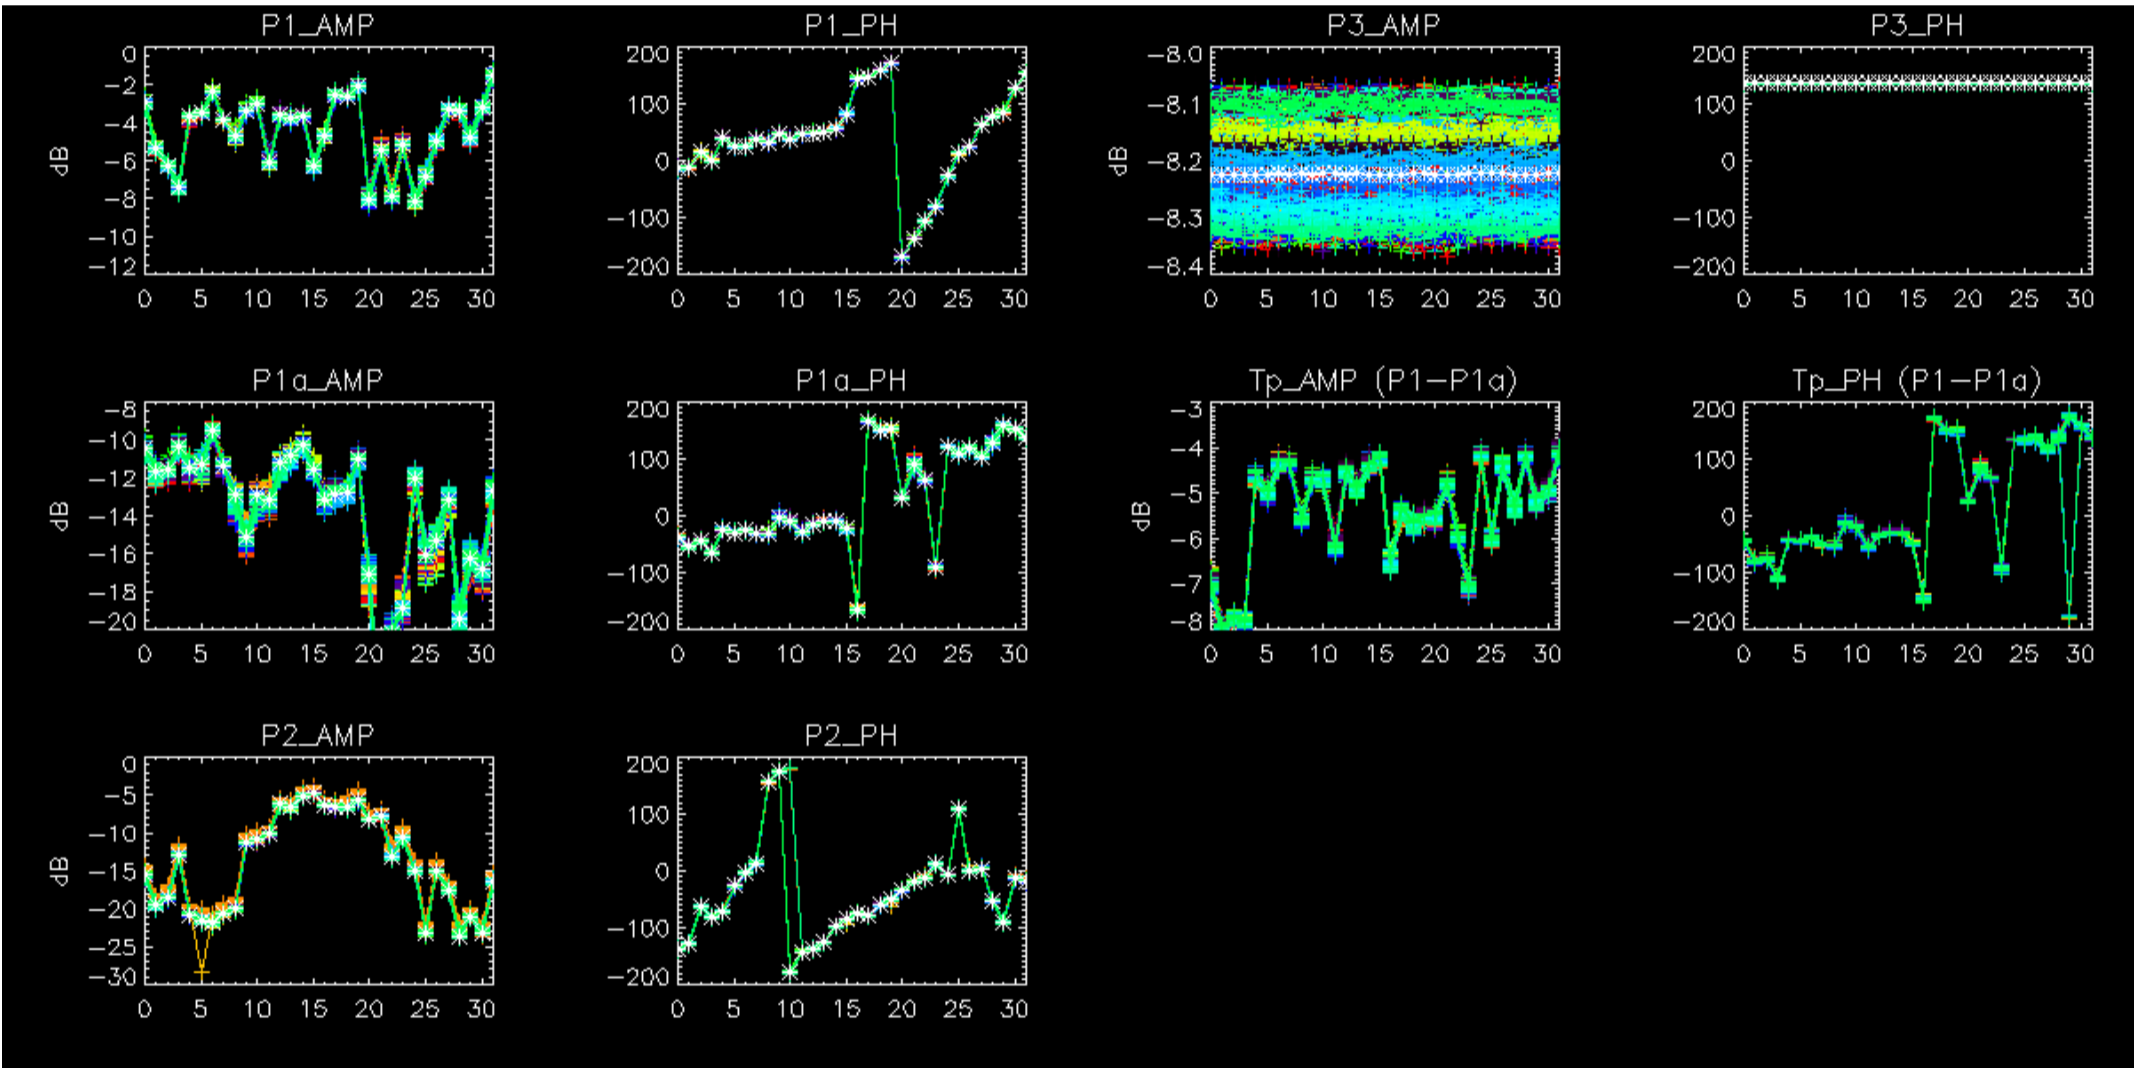 P1_AMP
dB
0
-2
-4
-6
-8
-10
-12
0 5 10 15 20 25 30
P1_PH
200
100
0
-100
-200
0 5 10 15 20 25 30
P3_AMP
dB
-8.0
-8.1
-8.2
-8.3
-8.4
0 5 10 15 20 25 30
P3_PH
200
100
0
-100
-200
0 5 10 15 20 25 30
P1a_AMP
dB
-8
-10
-12
-14
-16
-18
-20
0 5 10 15 20 25 30
P1a_PH
200
100
0
-100
-200
0 5 10 15 20 25 30
Tp_AMP (P1-P1a)
dB
-3
-4
-5
-6
-7
-8
0 5 10 15 20 25 30
Tp_PH (P1-P1a)
200
100
0
-100
-200
0 5 10 15 20 25 30
P2_AMP
dB
0
-5
-10
-15
-20
-25
-30
0 5 10 15 20 25 30
P2_PH
200
100
0
-100
-200
0 5 10 15 20 25 30